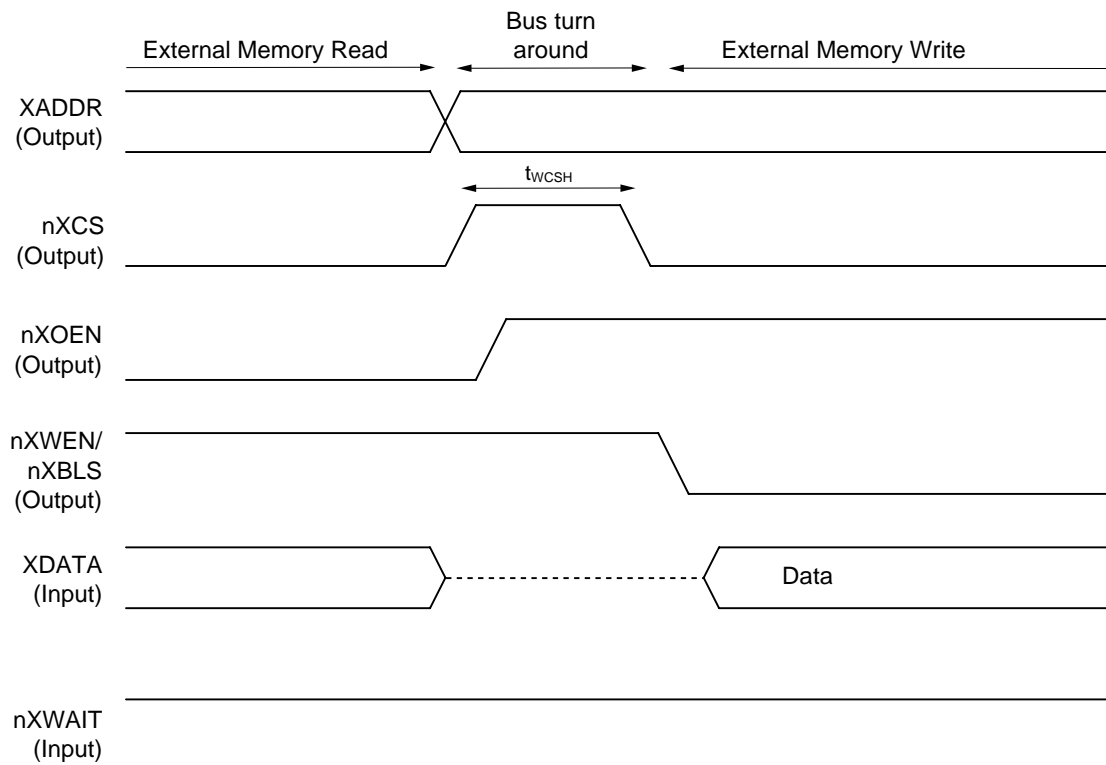 Bus turn
around
External Memory Read
External Memory Write
XADDR
(Output)
tWCSH
nXCS
(Output)
nXOEN
(Output)
nXWEN/
nXBLS
(Output)
XDATA
(Input)
Data
nXWAIT
(Input)